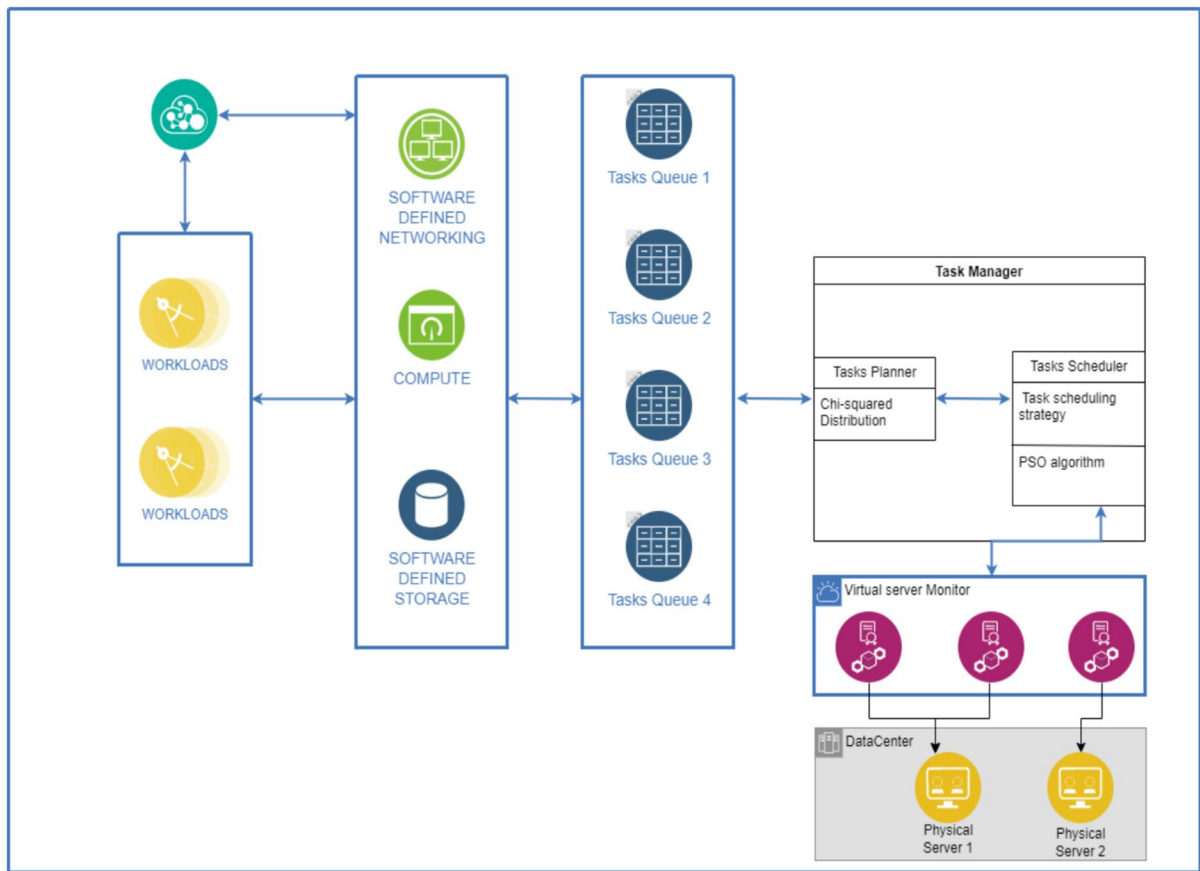 SOFTWARE
DEFINED
NETWORKING
COMPUTE
SOFTWARE
DEFINED
STORAGE
WORKLOADS
WORKLOADS
Tasks Queue 1
Tasks Queue 2
Tasks Queue 3
Tasks Queue 4
Task Manager
Tasks Planner
Chi-squared
Distribution
Tasks Scheduler
Task scheduling
strategy
PSO algorithm
Virtual server Monitor
DataCenter
Physical
Server 1
Physical
Server 2